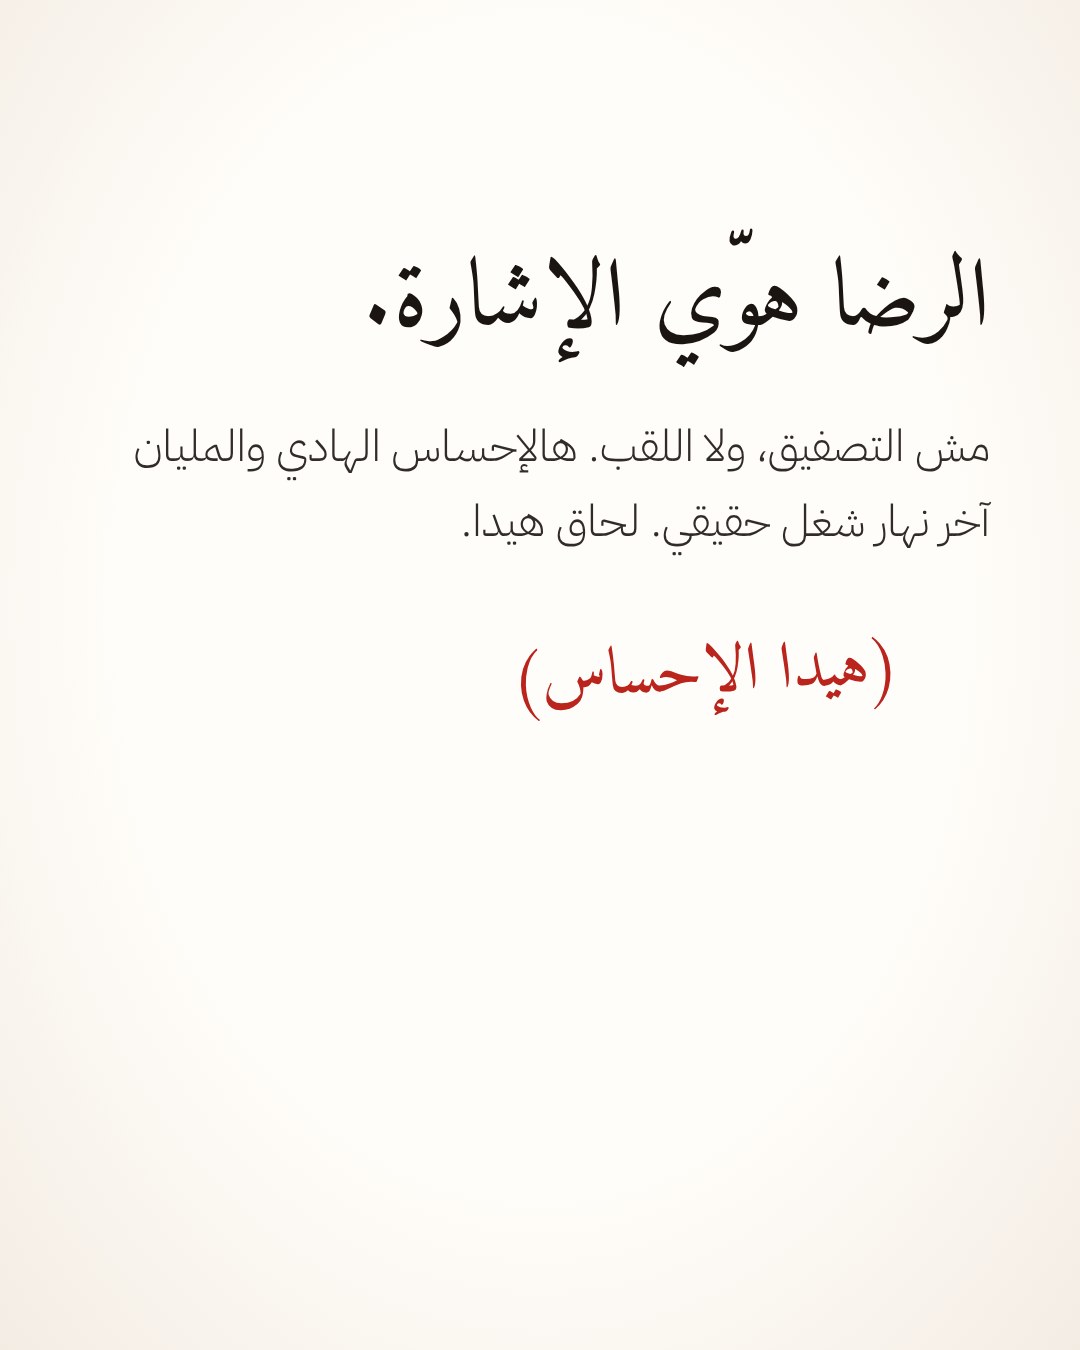 الرضا هوّي الإشارة.
مش التصفيق، ولا اللقب. هالإحساس الهادي والمليان
آخر نهار شغل حقيقي. لحاق هيدا.
(هيدا الإحساس)